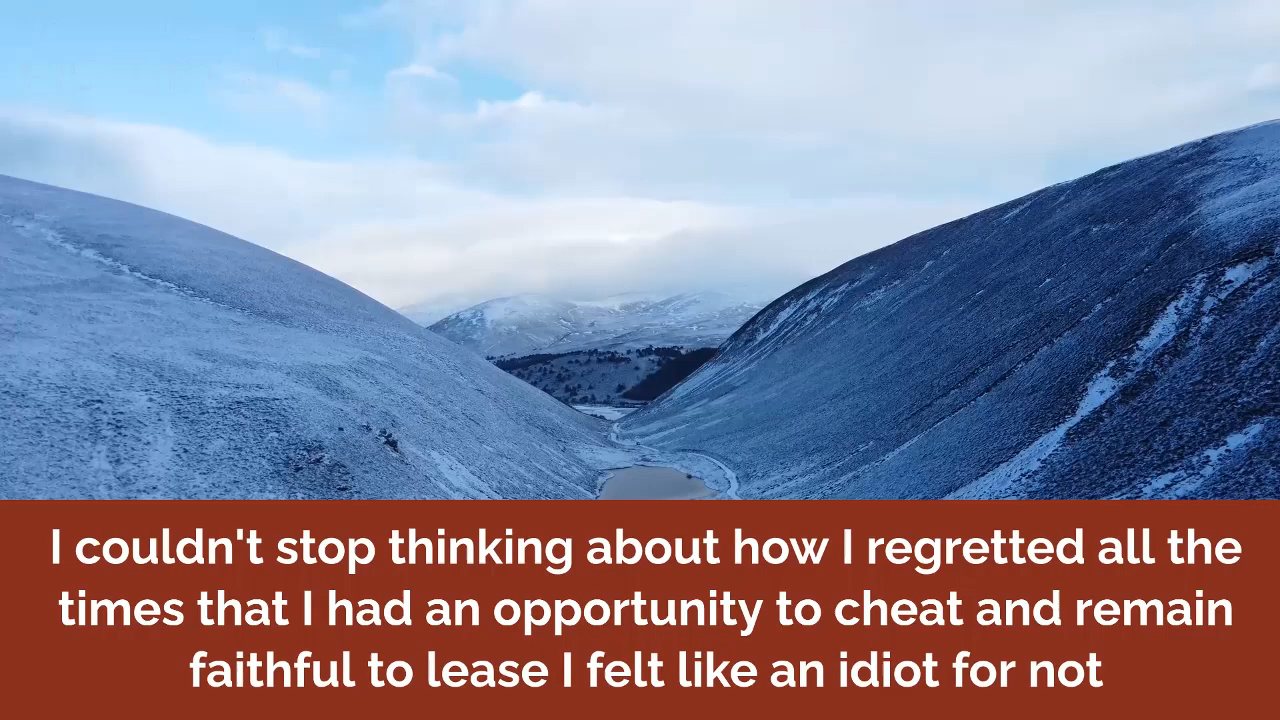 I couldn't stop thinking about how I regretted all the
times that I had an opportunity to cheat and remain
faithful to lease I felt like an idiot for not